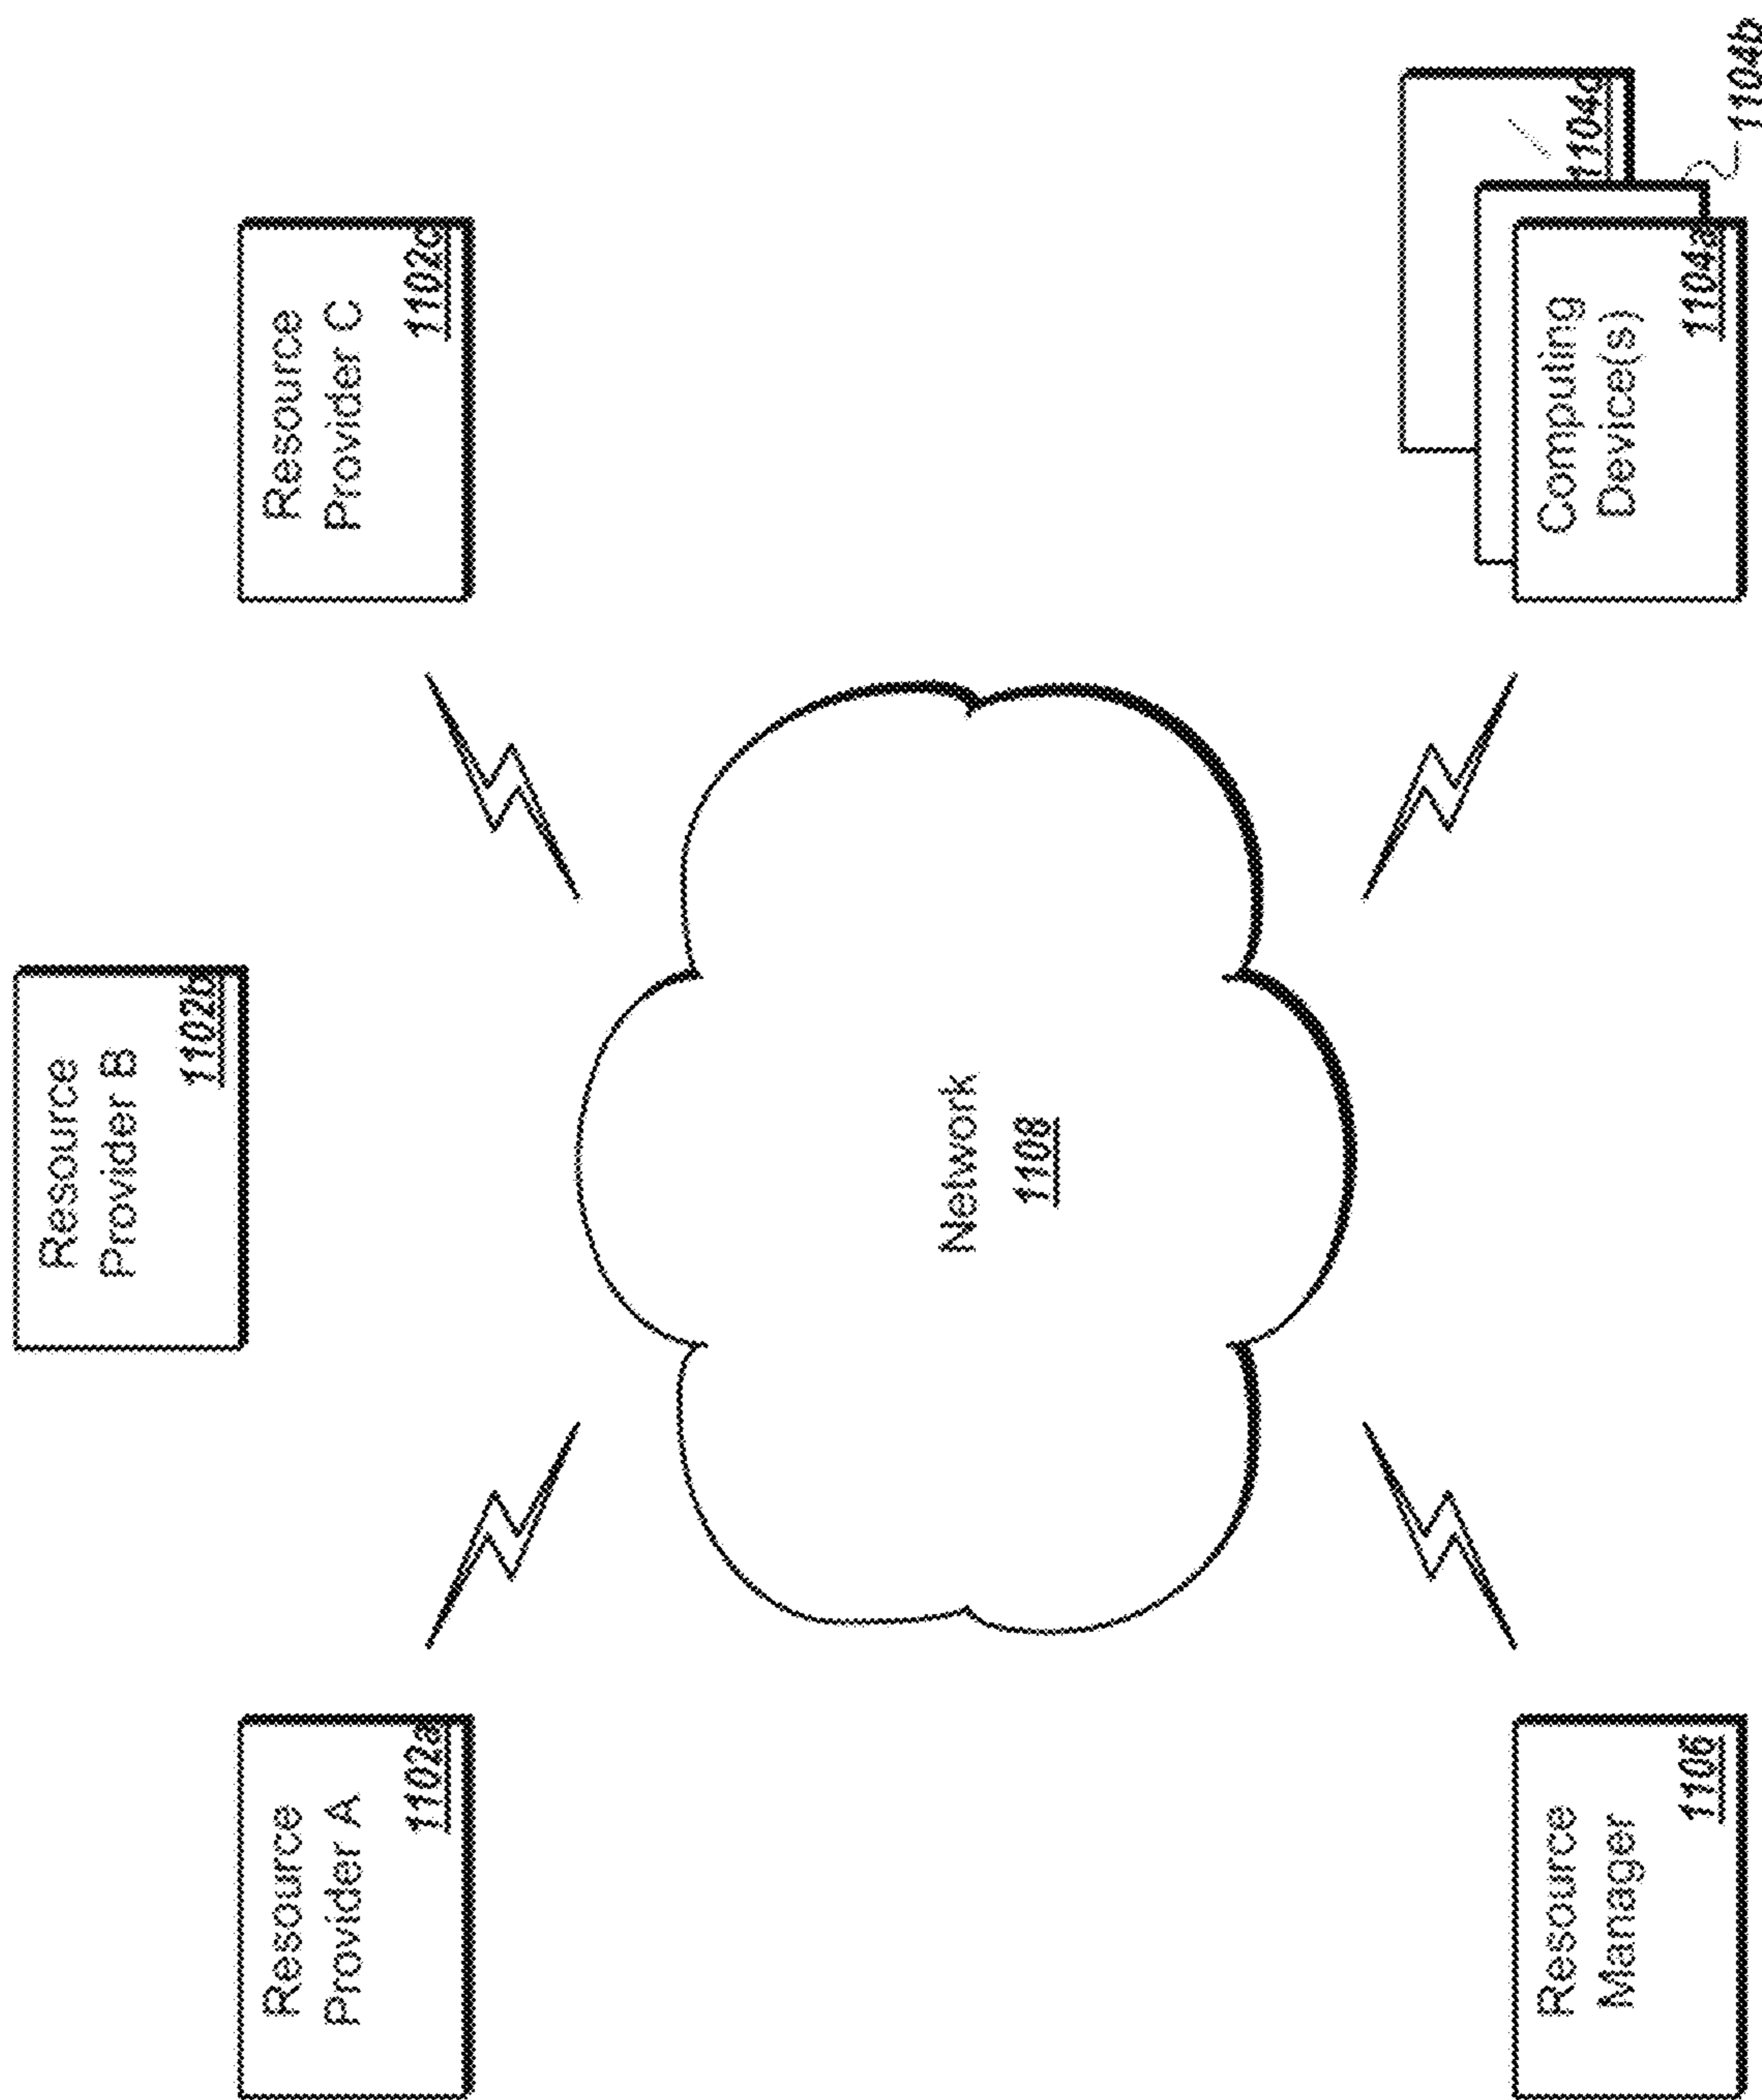 Resource
Provider B
1102b
Resource
Provider A
1102a
Resource
Provider C
1102c
Network
1108
Resource
Manager
1106
Computing
Device(s)
1104a
1104b
1104c